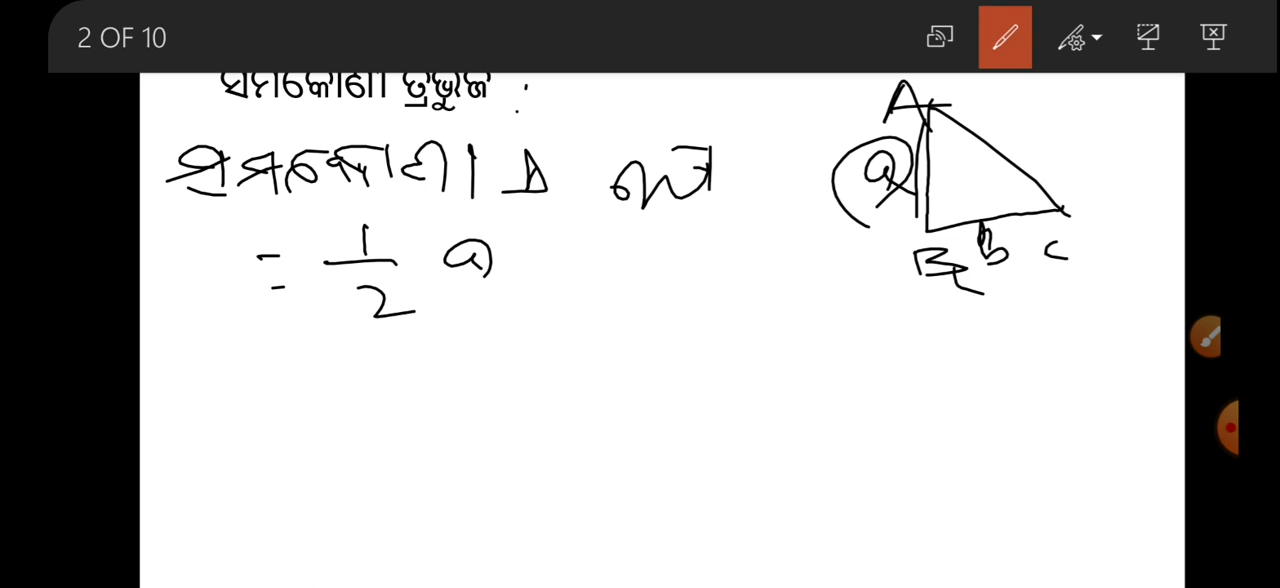 2 OF 10
ସମକୋଣୀ ତ୍ରିଭୁଜ :
A
ସମକୋଣୀ Δ
a
= 1/2 a
B b C